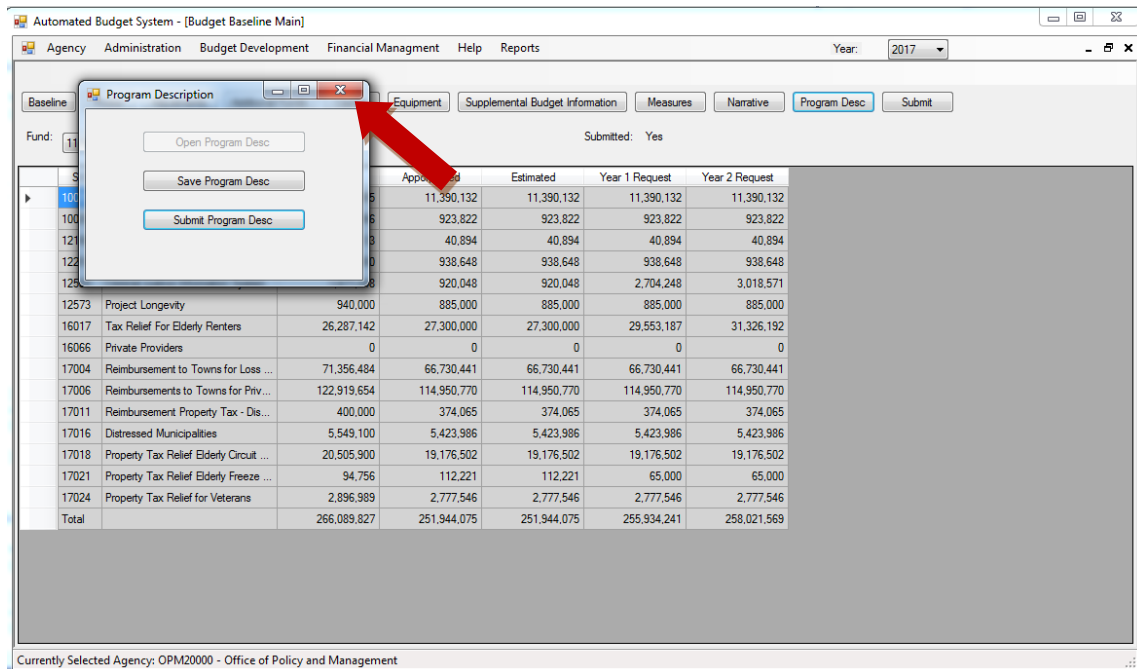 Automated Budget System - [Budget Baseline Main]
Agency Administration Budget Development Financial Managment Help Reports Year: 2017
Program Description
Baseline Equipment Supplemental Budget Information Measures Narrative Program Desc Submit
Open Program Desc
Fund: 11 Submitted: Yes
Save Program Desc
Submit Program Desc
Estimated Year 1 Request Year 2 Request
11,390,132 11,390,132 11,390,132 11,390,132
923,822 923,822 923,822 923,822
40,894 40,894 40,894 40,894
938,648 938,648 938,648 938,648
920,048 920,048 2,704,248 3,018,571
12573 Project Longevity 940,000 885,000 885,000 885,000 885,000
16017 Tax Relief For Elderly Renters 26,287,142 27,300,000 27,300,000 29,553,187 31,326,192
16066 Private Providers 0 0 0 0 0
17004 Reimbursement to Towns for Loss ... 71,356,484 66,730,441 66,730,441 66,730,441 66,730,441
17006 Reimbursements to Towns for Priv... 122,919,654 114,950,770 114,950,770 114,950,770 114,950,770
17011 Reimbursement Property Tax - Dis... 400,000 374,065 374,065 374,065 374,065
17016 Distressed Municipalities 5,549,100 5,423,986 5,423,986 5,423,986 5,423,986
17018 Property Tax Relief Elderly Circuit ... 20,505,900 19,176,502 19,176,502 19,176,502 19,176,502
17021 Property Tax Relief Elderly Freeze ... 94,756 112,221 112,221 65,000 65,000
17024 Property Tax Relief for Veterans 2,896,989 2,777,546 2,777,546 2,777,546 2,777,546
Total 266,089,827 251,944,075 251,944,075 255,934,241 258,021,569
Currently Selected Agency: OPM20000 - Office of Policy and Management